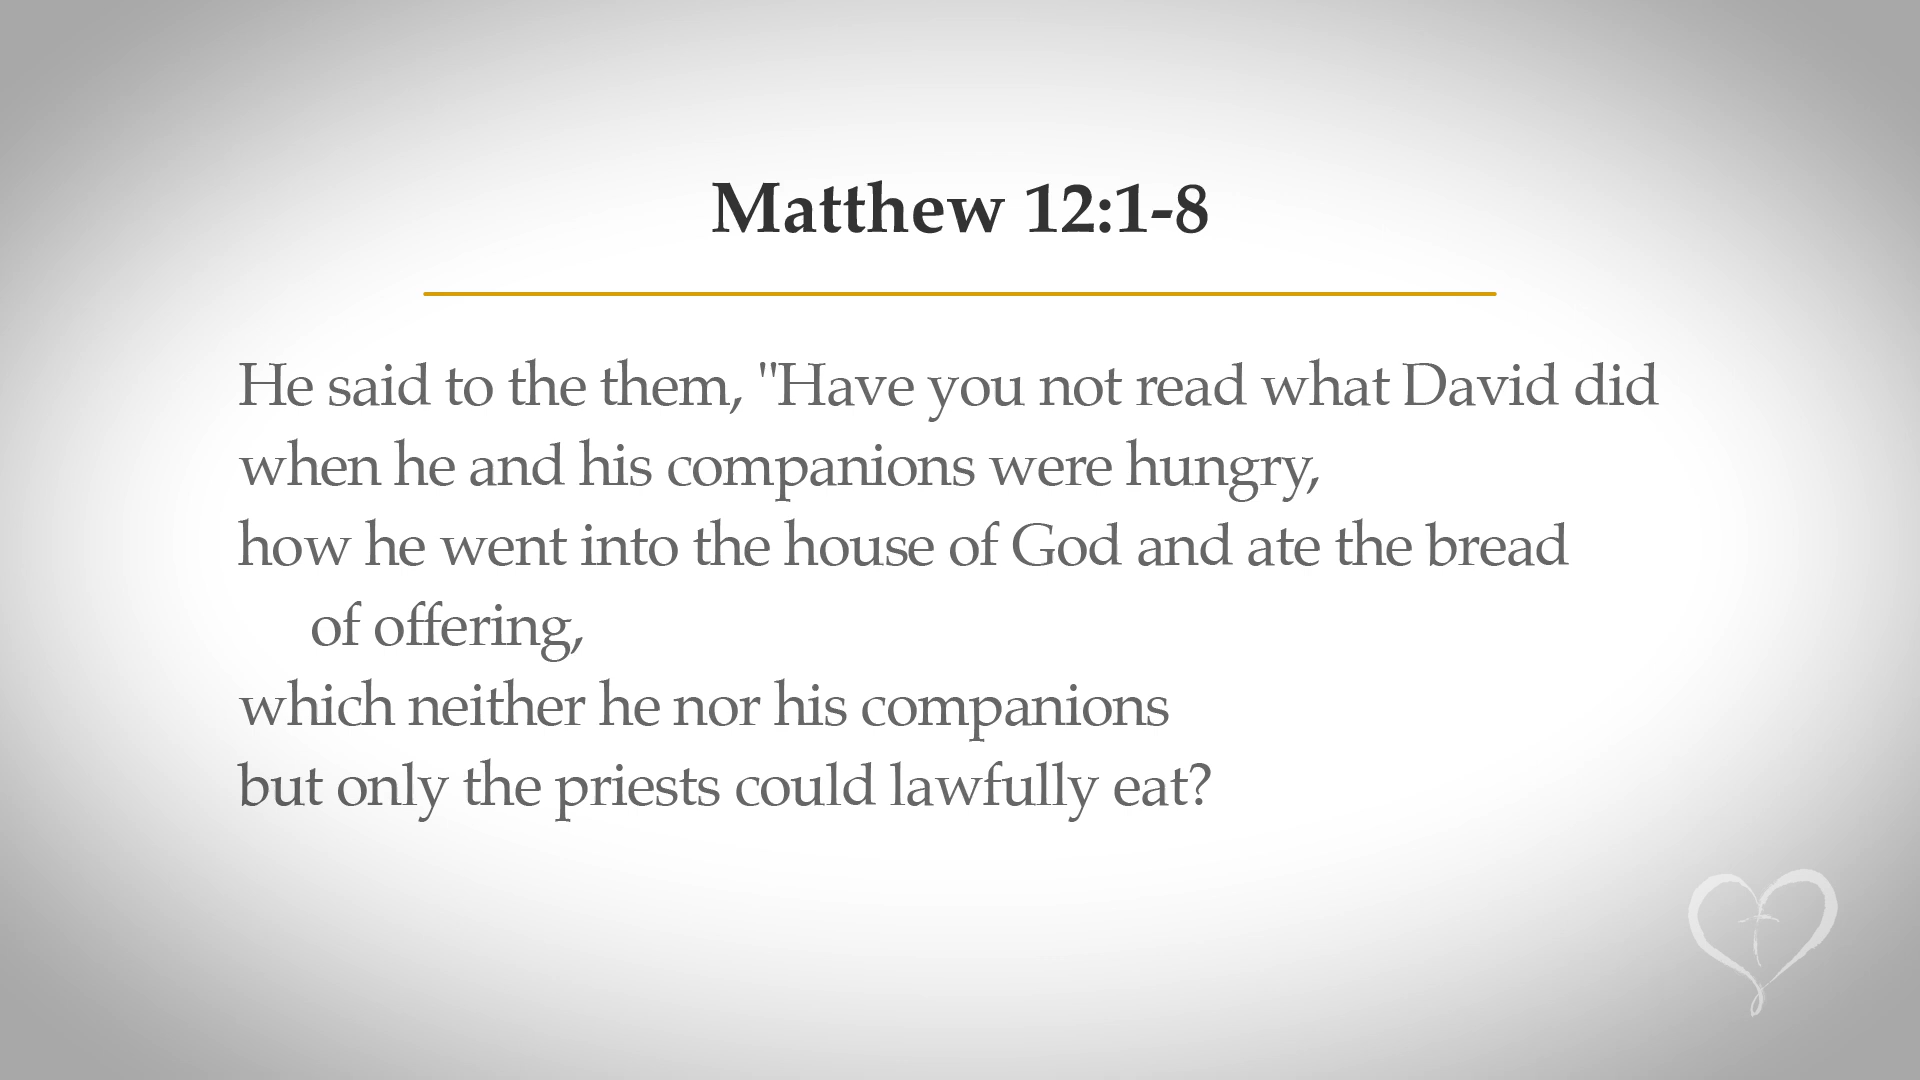 Matthew 12:1-8
He said to the them, "Have you not read what David did
when he and his companions were hungry,
how he went into the house of God and ate the bread
of offering,
which neither he nor his companions
but only the priests could lawfully eat?